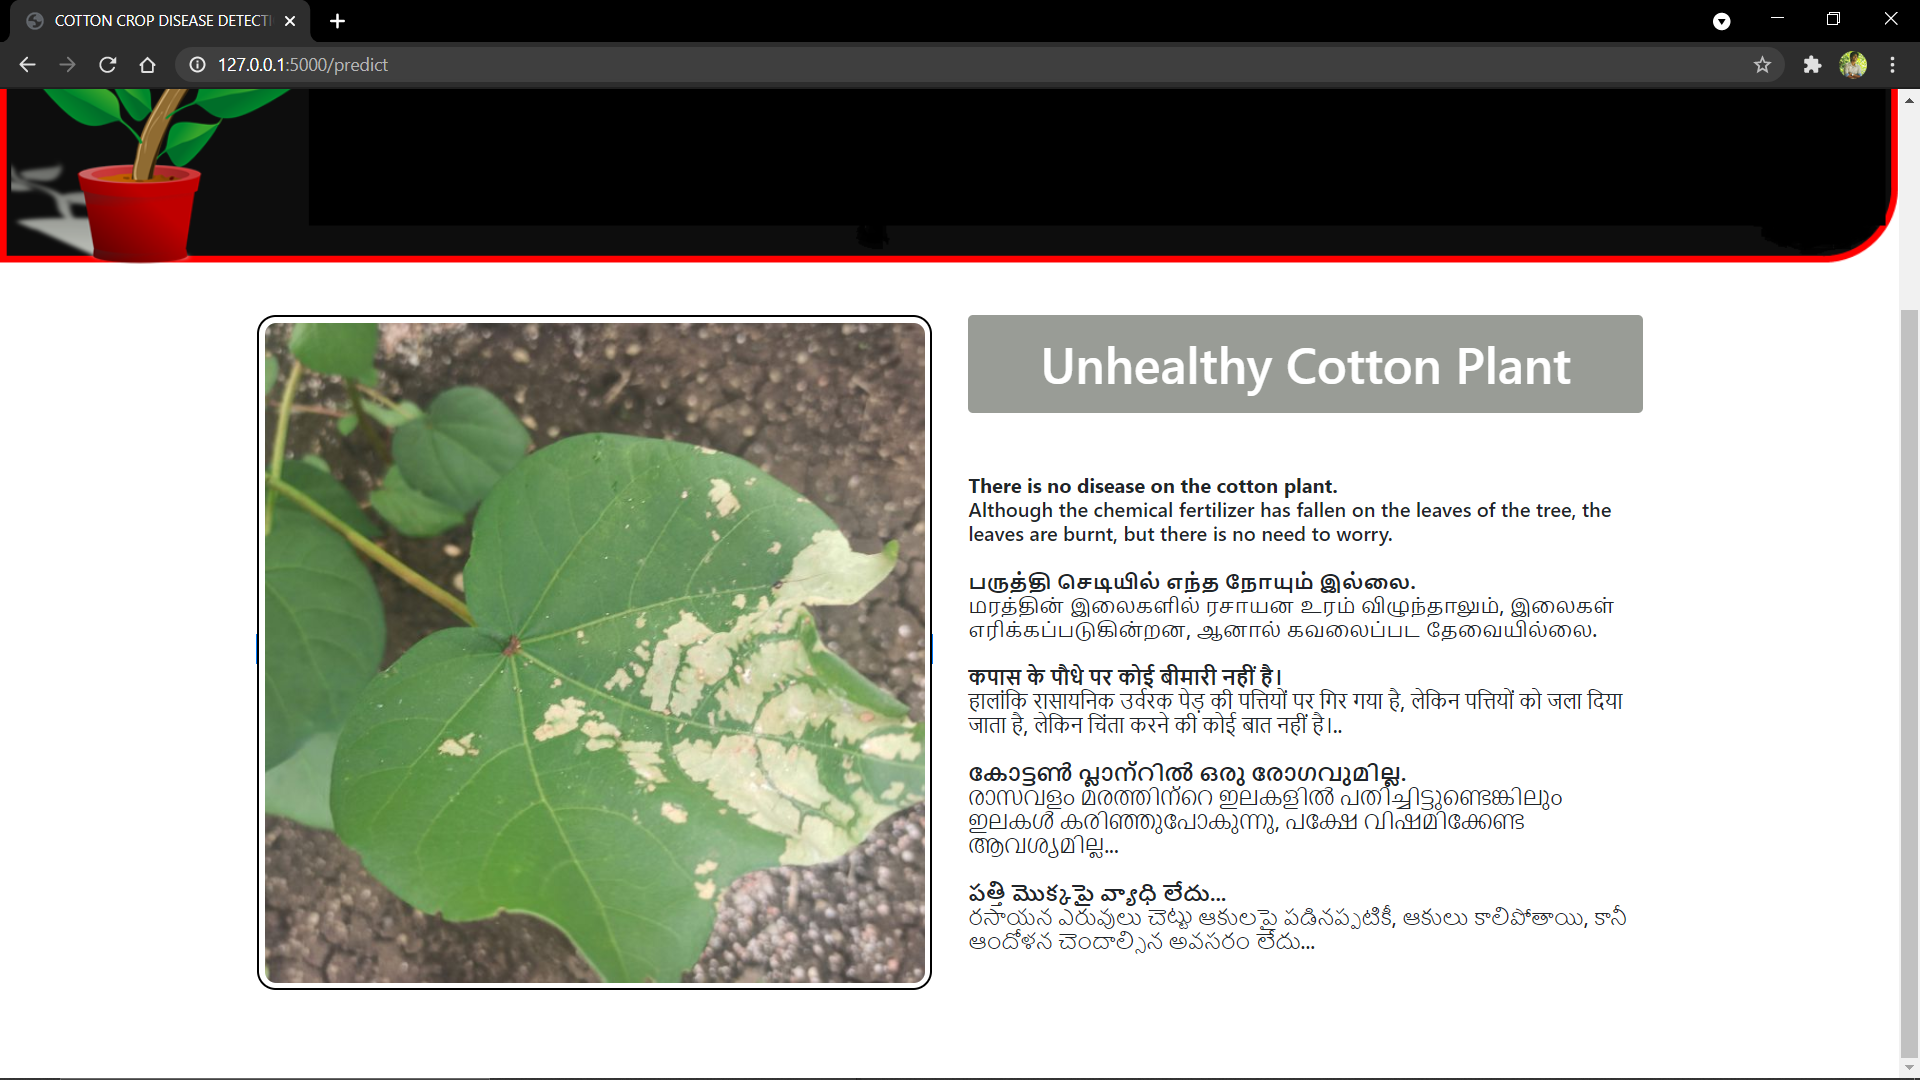 COTTON CROP DISEASE DETECTI
127.0.0.1:5000/predict
Unhealthy Cotton Plant
There is no disease on the cotton plant.
Although the chemical fertilizer has fallen on the leaves of the tree, the
leaves are burnt, but there is no need to worry.
பருத்தி செடியில் எந்த நோயும் இல்லை.
மரத்தின் இலைகளில் ரசாயன உரம் விழுந்தாலும், இலைகள்
எரிக்கப்படுகின்றன, ஆனால் கவலைப்பட தேவையில்லை.
कपास के पौधे पर कोई बीमारी नहीं है।
हालांकि रासायनिक उर्वरक पेड़ की पत्तियों पर गिर गया है, लेकिन पत्तियों को जला दिया
जाता है, लेकिन चिंता करने की कोई बात नहीं है।..
കോട്ടൺ പ്ലാന്റിൽ ഒരു രോഗവുമില്ല.
രാസവളം മരത്തിന്റെ ഇലകളിൽ പതിച്ചിട്ടുണ്ടെങ്കിലും
ഇലകൾ കരിഞ്ഞുപോകുന്നു, പക്ഷേ വിഷമിക്കേണ്ട
ആവശ്യമില്ല...
పత్తి మొక్కపై వ్యాధి లేదు...
రసాయన ఎరువులు చెట్టు ఆకులపై పడినప్పటికీ, ఆకులు కాలిపోతాయి, కానీ
ఆందోళన చెందాల్సిన అవసరం లేదు...